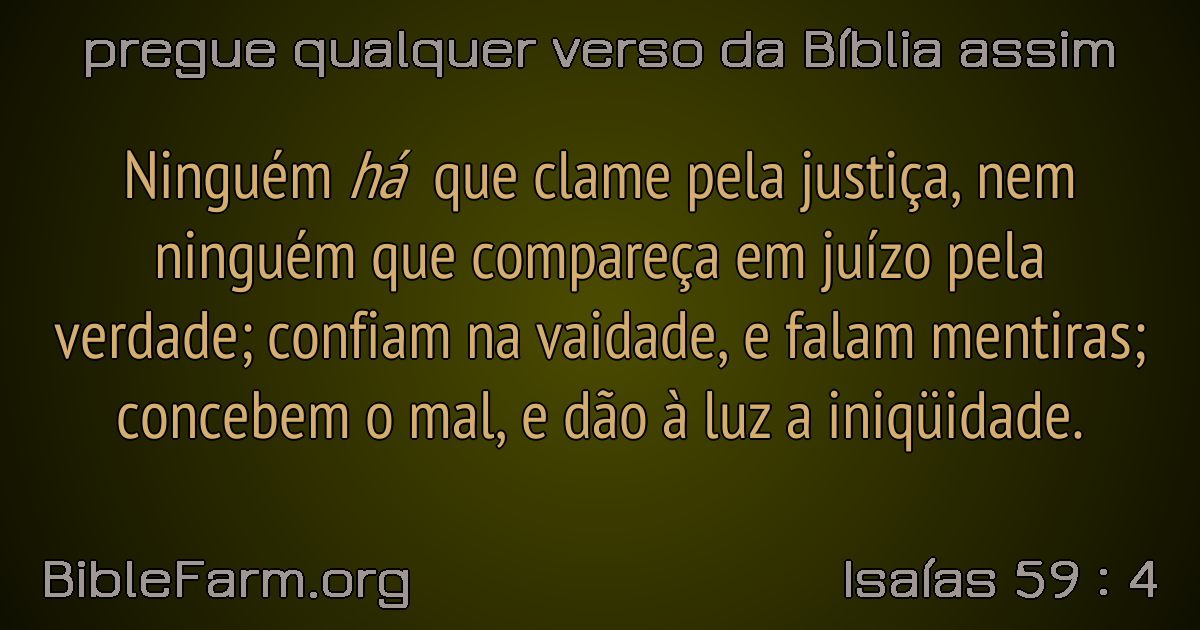 pregue qualquer verso da Bíblia assim
Ninguém há que clame pela justiça, nem
ninguém que compareça em juízo pela
verdade; confiam na vaidade, e falam mentiras;
concebem o mal, e dão à luz a iniqüidade.
BibleFarm.org
Isaías 59 : 4